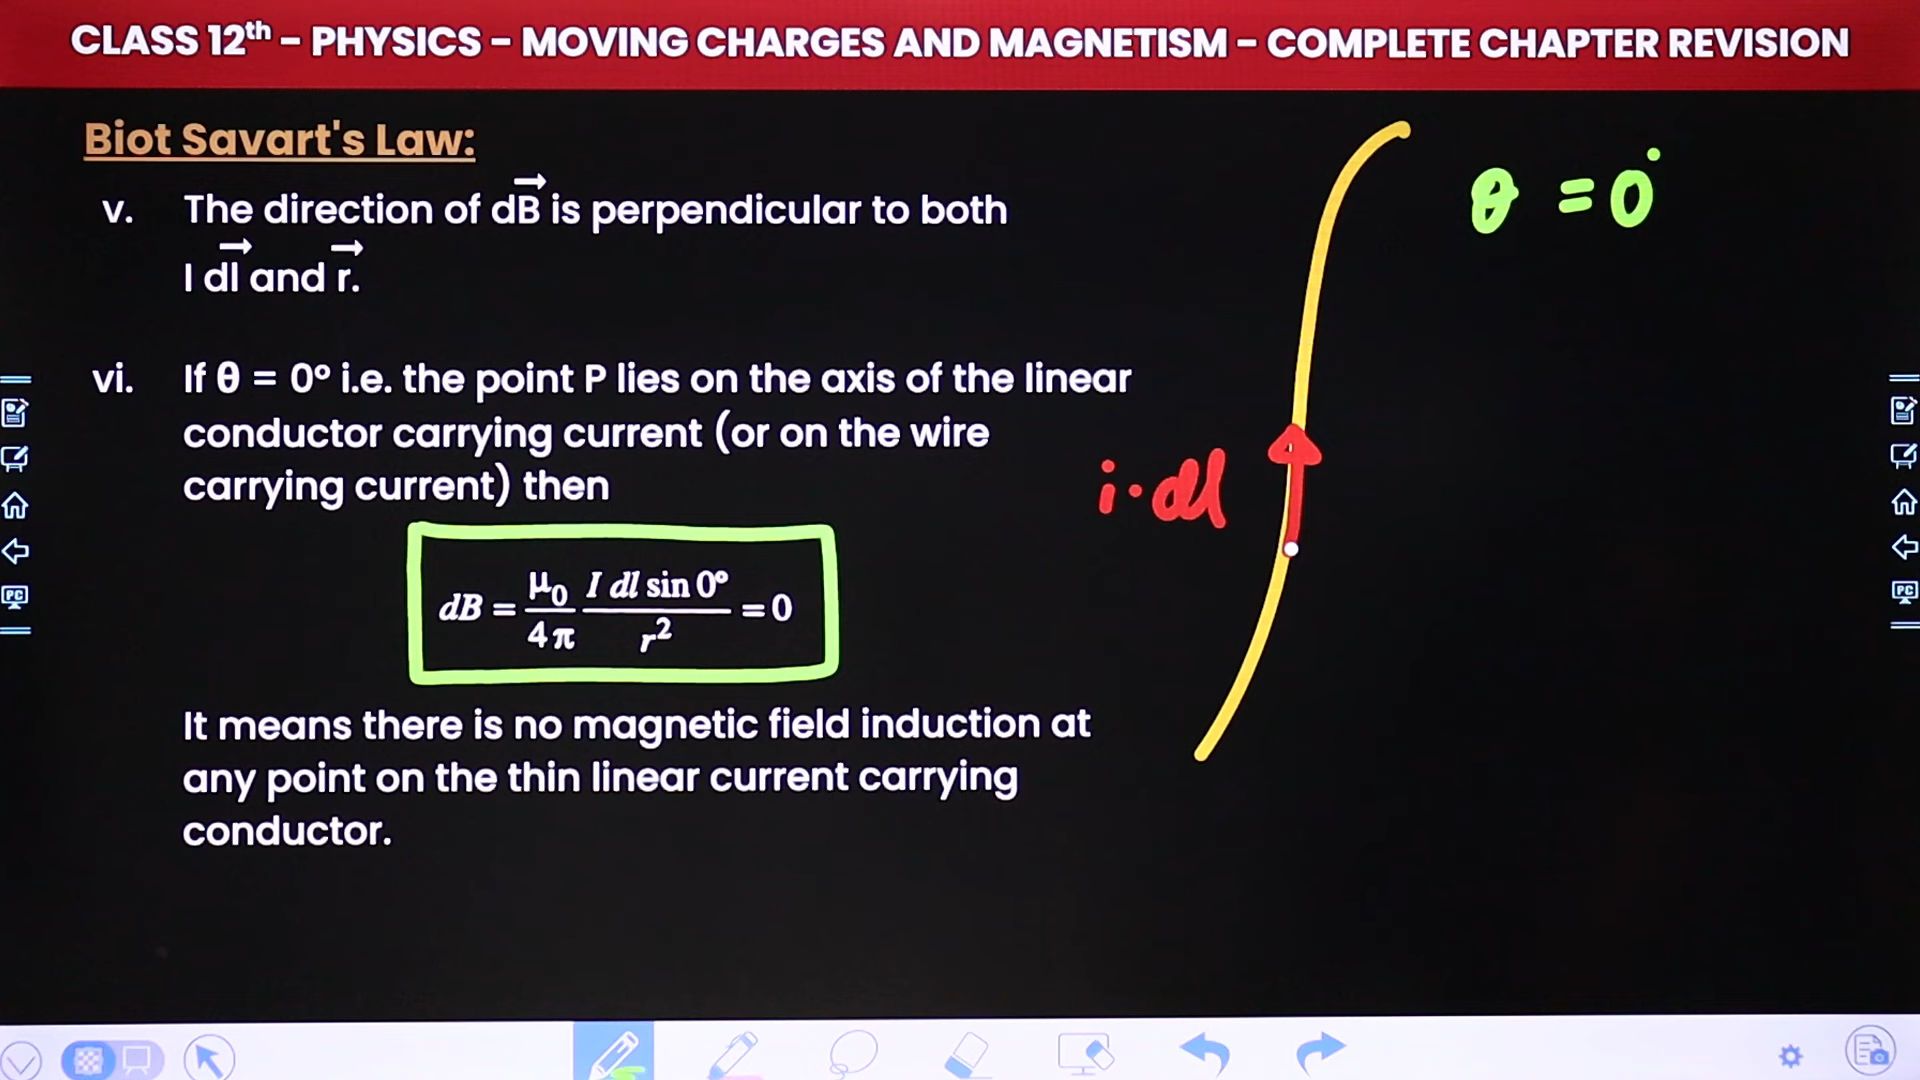 CLASS 12th – PHYSICS – MOVING CHARGES AND MAGNETISM – COMPLETE CHAPTER REVISION
Biot Savart's Law:
v. The direction of dB⃗ is perpendicular to both
I dl⃗ and r⃗.
vi. If θ = 0° i.e. the point P lies on the axis of the linear
conductor carrying current (or on the wire
carrying current) then
dB = μ₀/4π I dl sin 0°/r² = 0
It means there is no magnetic field induction at
any point on the thin linear current carrying
conductor.
θ = 0°
i·dl
PC
PC